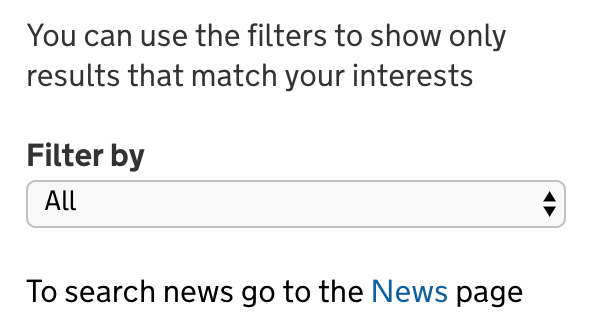 You can use the filters to show only
results that match your interests
Filter by
All
To search news go to the News page